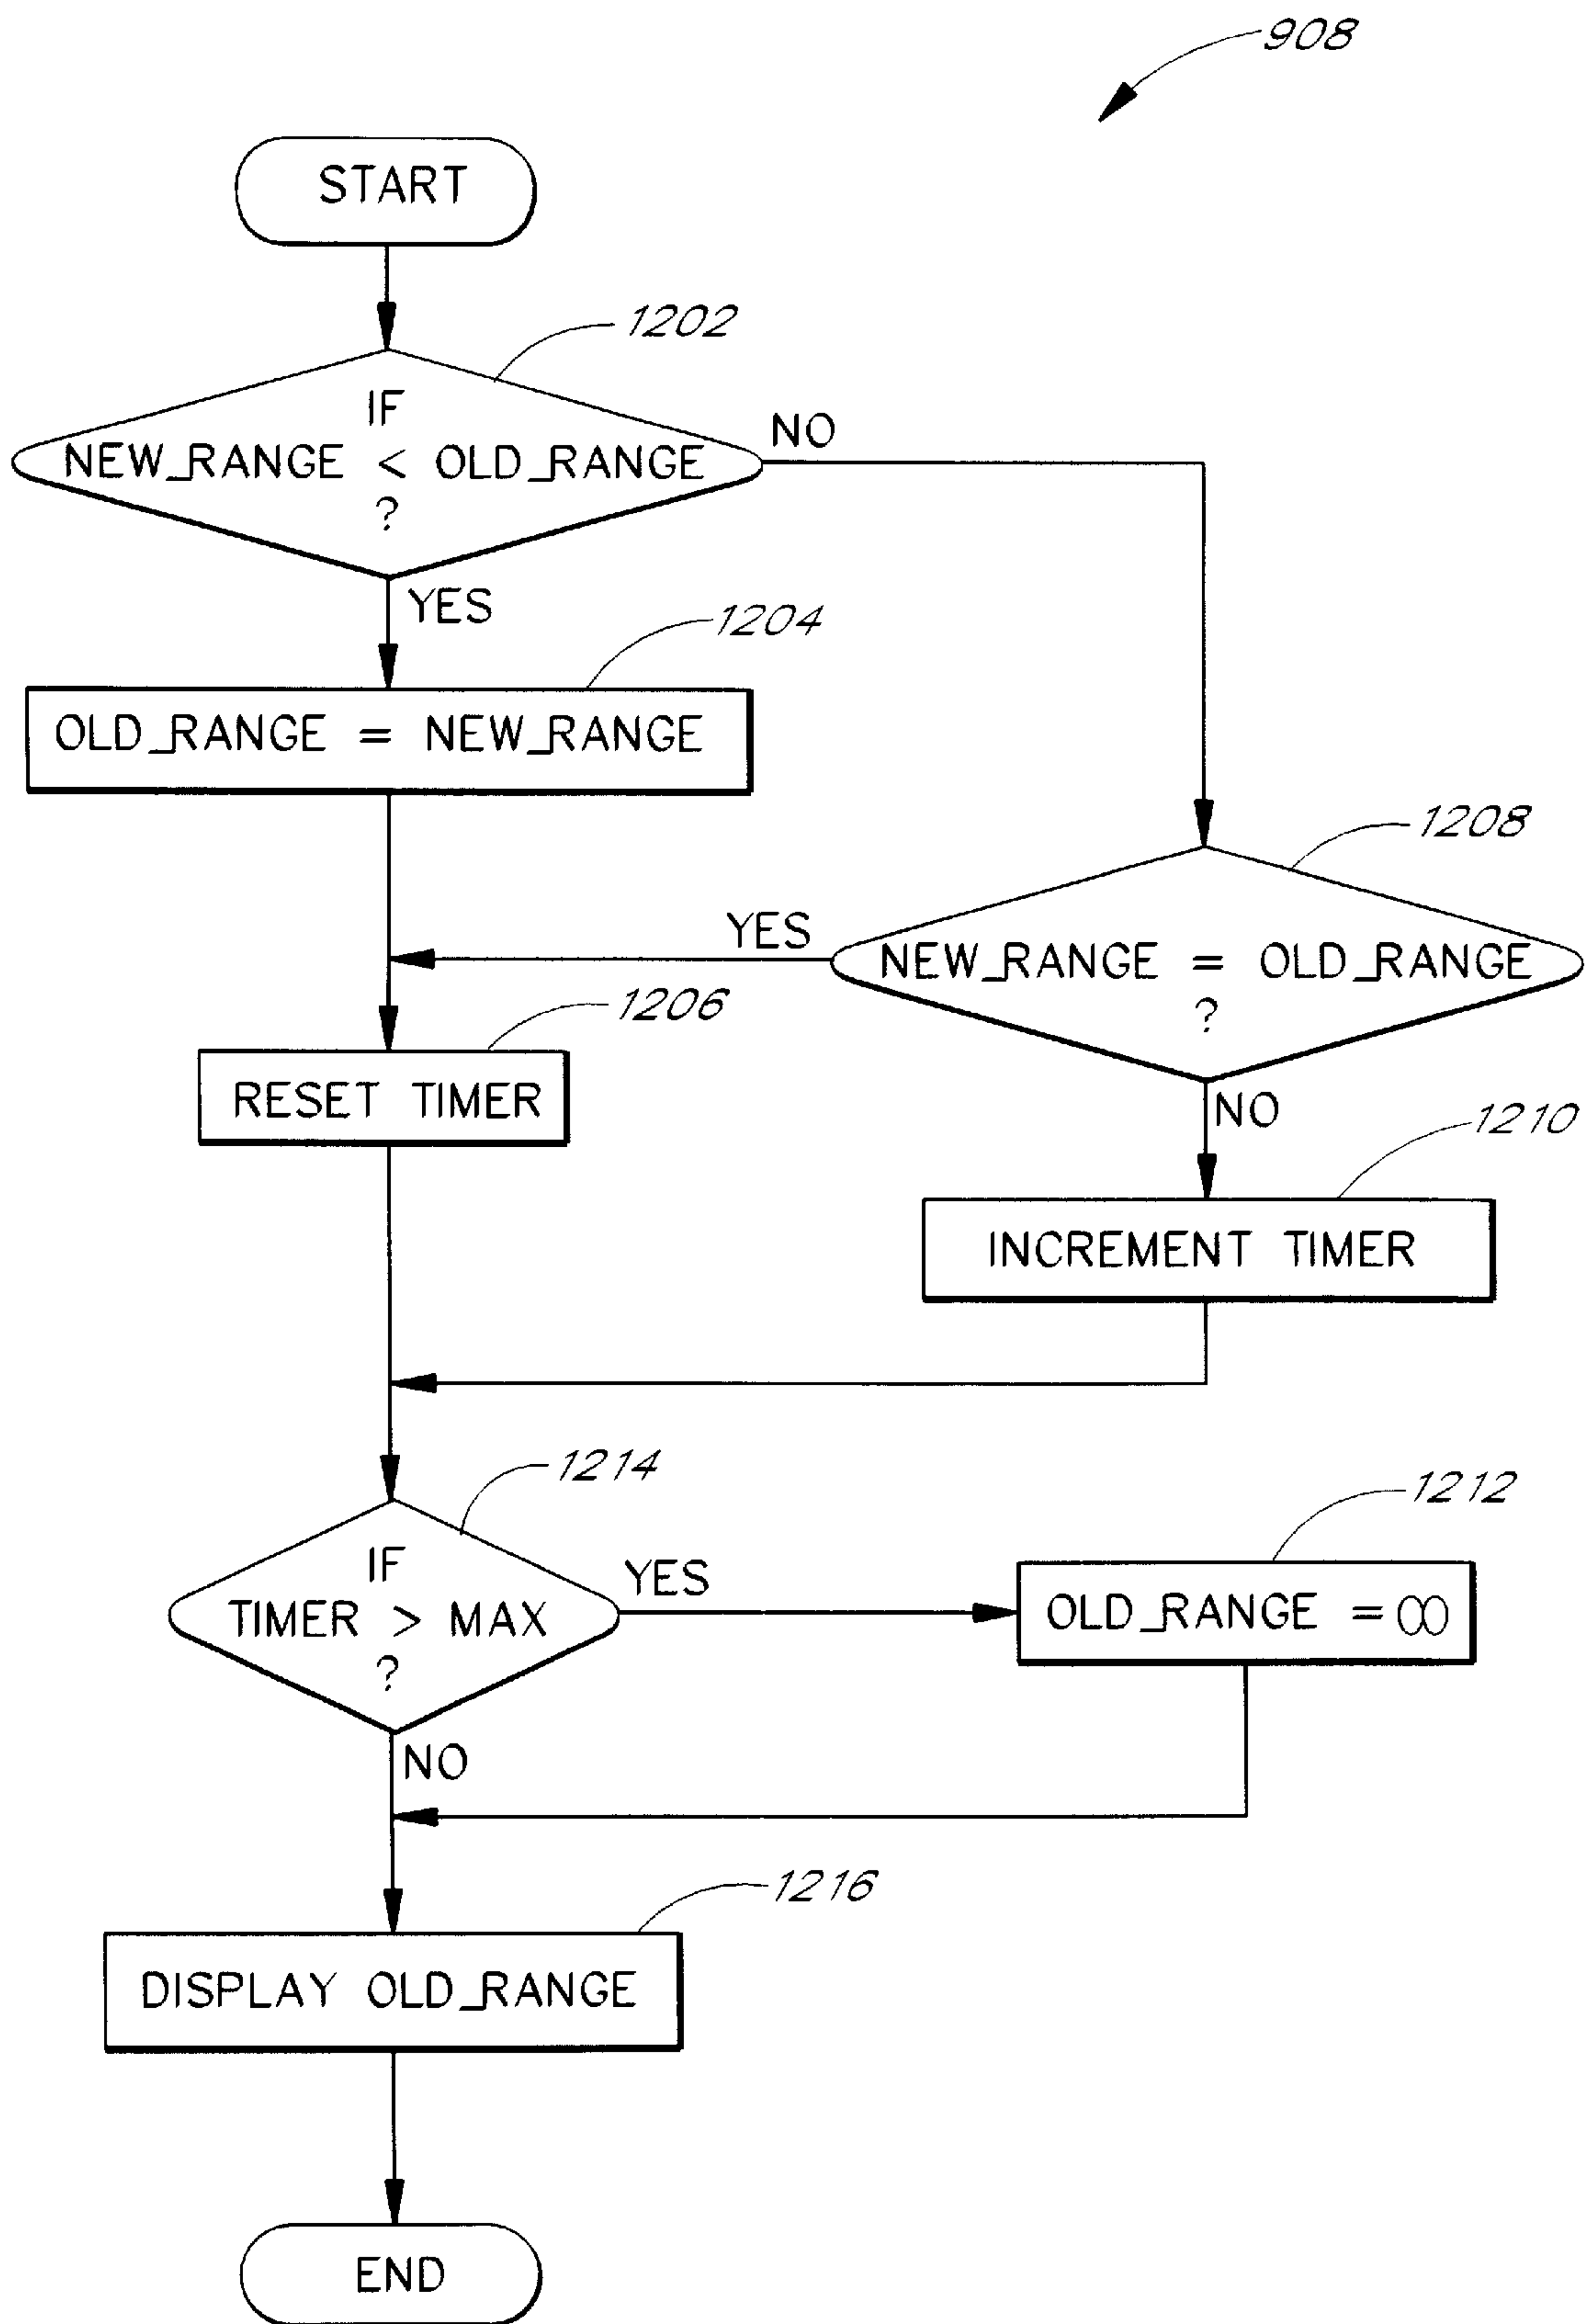 908
START
1202
IF
NEW_RANGE < OLD_RANGE
?
NO
YES
1204
OLD_RANGE = NEW_RANGE
1208
NEW_RANGE = OLD_RANGE
?
YES
1206
RESET TIMER
NO
1210
INCREMENT TIMER
1214
IF
TIMER > MAX
?
YES
1212
OLD_RANGE = ∞
NO
1216
DISPLAY OLD_RANGE
END